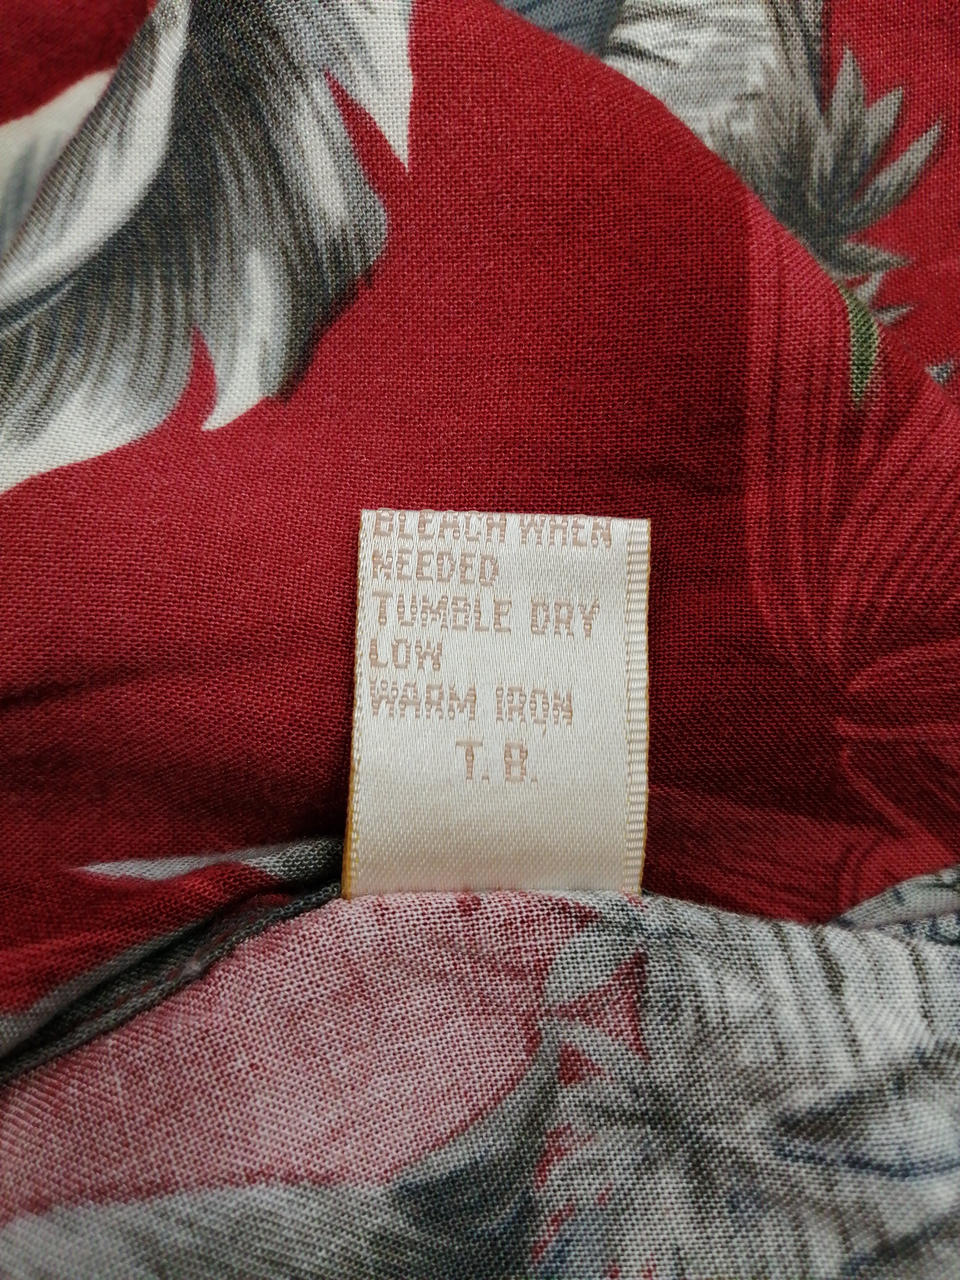 BLEACH WHEN
NEEDED
TUMBLE DRY
LOW
WARM IRON
T. B.